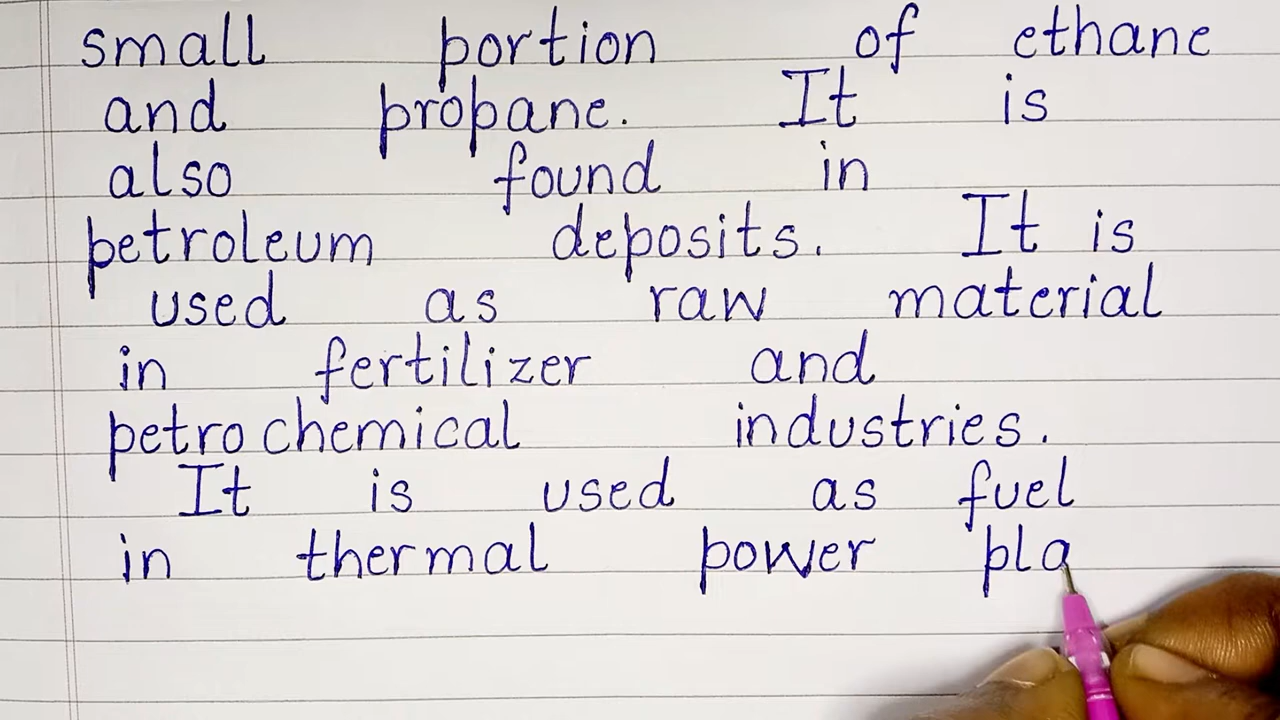 small portion of ethane
and propane. It is
also found in
petroleum deposits. It is
used as raw material
in fertilizer and
petrochemical industries.
It is used as fuel
in thermal power pla